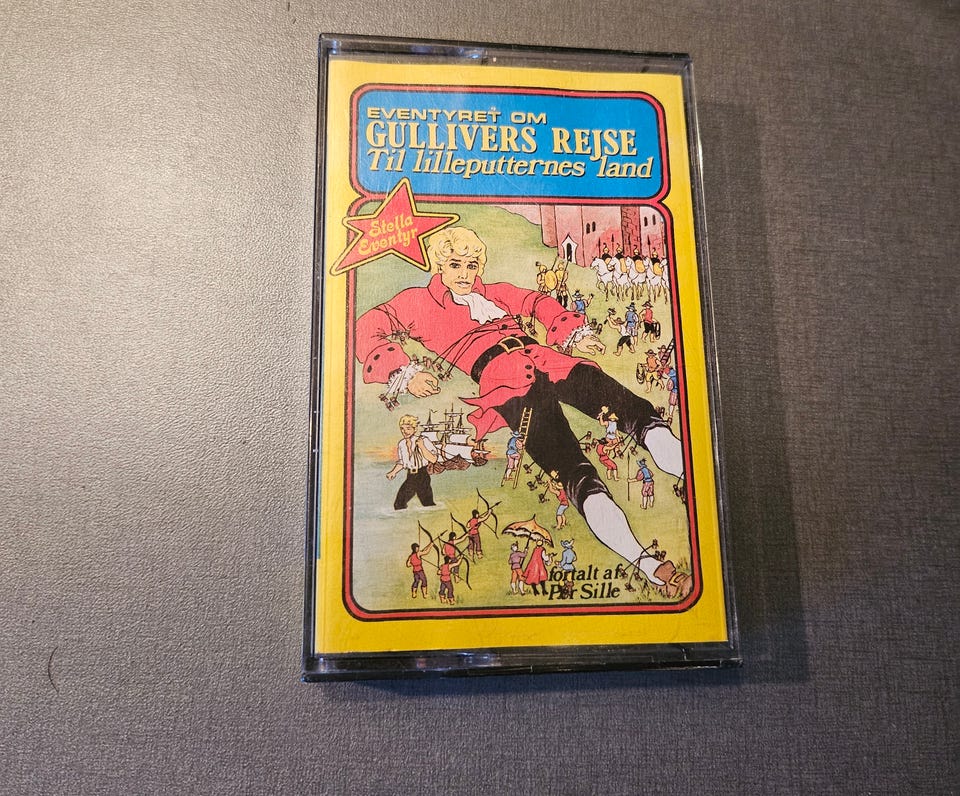 EVENTYRET OM
GULLIVERS REJSE
Til lilleputternes land
Stella
Eventyr
fortalt af
Per Sille